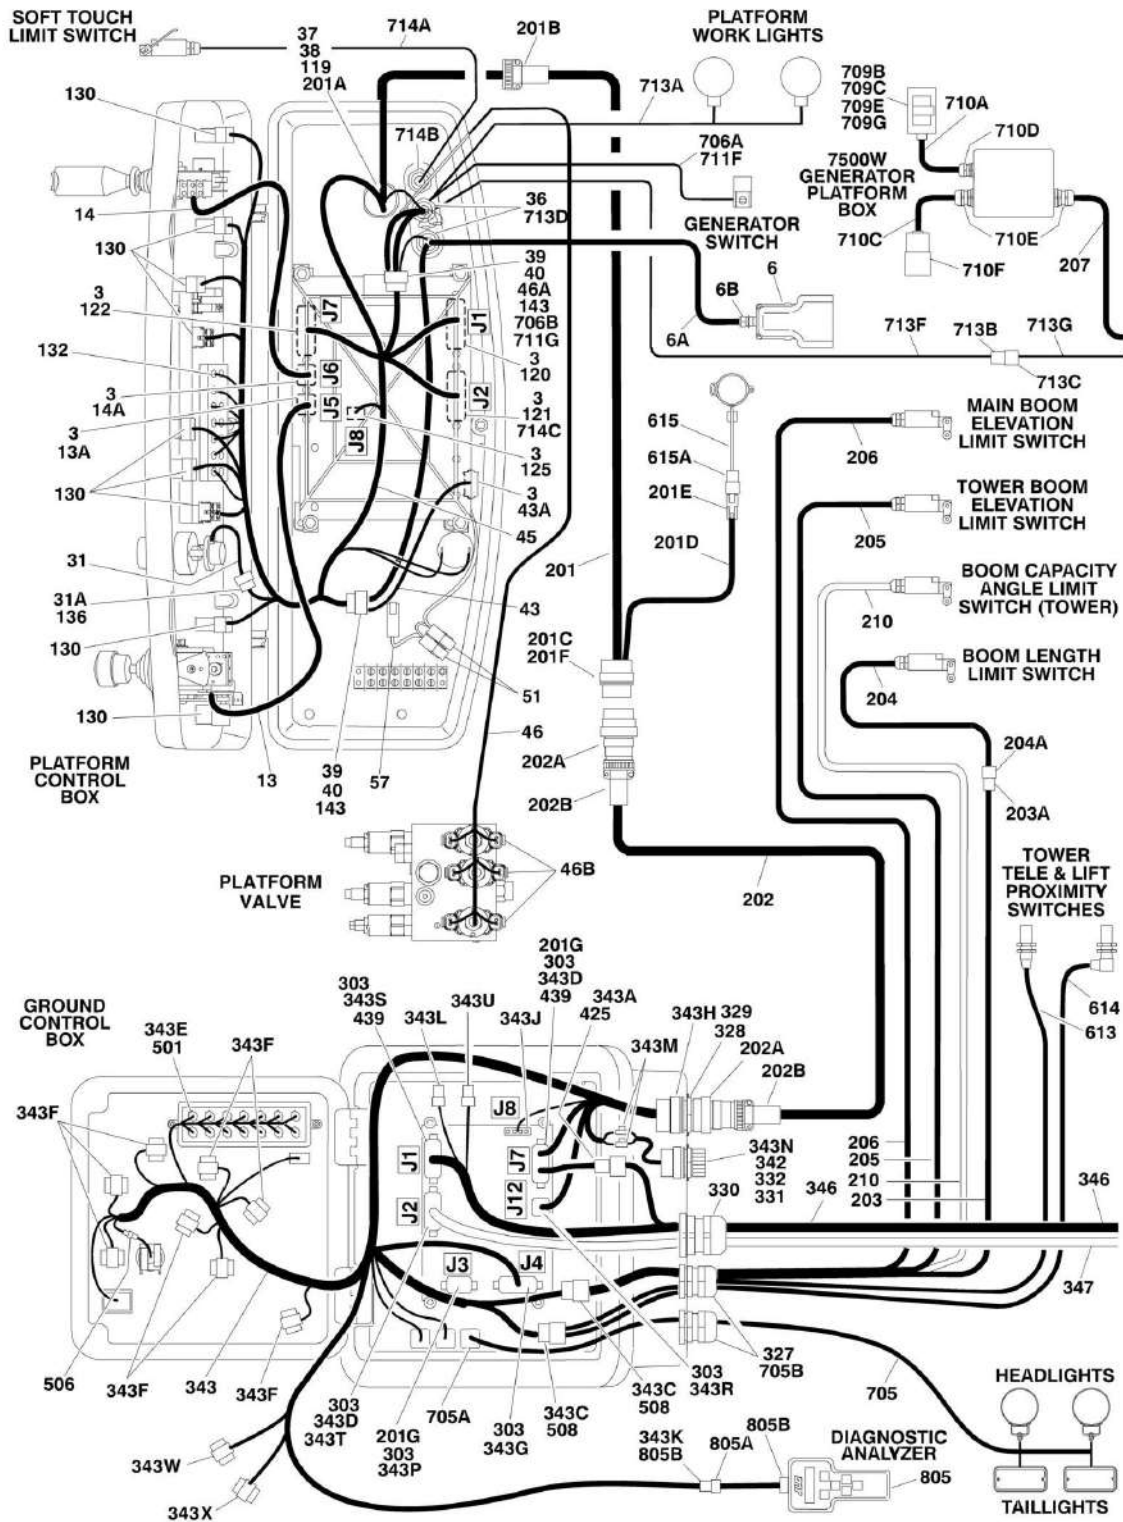 SOFT TOUCH
LIMIT SWITCH
37
38
119
201A
714A
201B
PLATFORM
WORK LIGHTS
709B
709C
709E
709G
710A
130
713A
714B
706A
711F
710D
7500W
GENERATOR
PLATFORM
BOX
14
36
713D
GENERATOR
SWITCH
710C
710E
130
710F
207
39
40
46A
143
706B
711G
6
6B
6A
3
122
J7
J1
713F
713B
713G
713C
132
3
120
J6
3
14A
J2
J5
3
121
714C
3
13A
J8
615
MAIN BOOM
ELEVATION
LIMIT SWITCH
206
3
125
615A
130
3
43A
201E
TOWER BOOM
ELEVATION
LIMIT SWITCH
205
45
201
201D
31
BOOM CAPACITY
ANGLE LIMIT
SWITCH (TOWER)
210
31A
136
43
130
201C
201F
BOOM LENGTH
LIMIT SWITCH
204
51
130
46
204A
PLATFORM
CONTROL
BOX
13
39
40
143
57
202A
202B
203A
PLATFORM
VALVE
46B
202
TOWER
TELE & LIFT
PROXIMITY
SWITCHES
GROUND
CONTROL
BOX
303
343S
439
343L
343U
201G
303
343D
439
343J
343A
425
343H
329
328
202A
343M
202B
614
613
343E
501
343F
343F
J8
J1
J7
J2
J12
343N
342
332
331
330
206
205
210
203
346
346
J3
J4
347
506
343F
343
343F
303
343D
343T
201G
303
343P
705A
303
343G
343C
508
343C
508
303
343R
327
705B
705
HEADLIGHTS
343W
343X
343K
805B
805A
805B
DIAGNOSTIC
ANALYZER
805
TAILLIGHTS